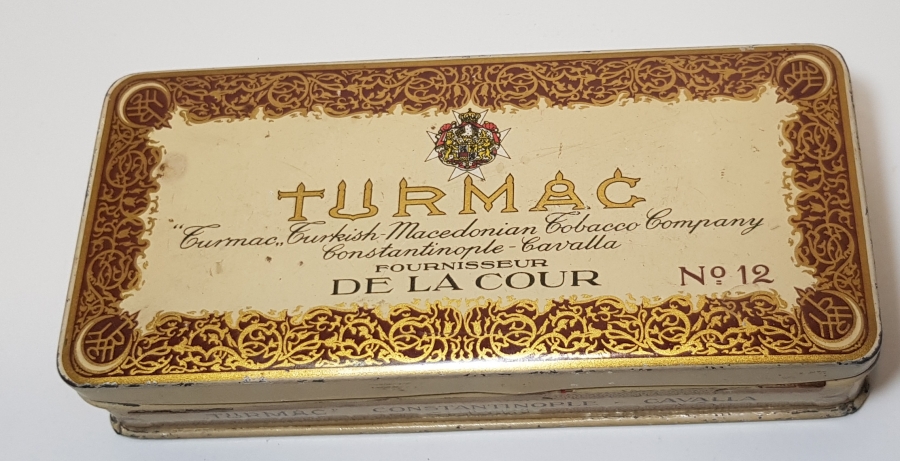 TURMAC
"Turmac„ Turkish-Macedonian Tobacco Company
Constantinople - Cavalla
FOURNISSEUR
DE LA COUR
Nº 12
TURMAC CONSTANTINOPLE - CAVALLA